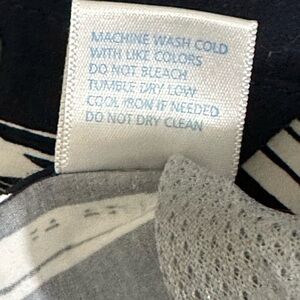 MACHINE WASH COLD
WITH LIKE COLORS
DO NOT BLEACH
TUMBLE DRY LOW
COOL IRON IF NEEDED
DO NOT DRY CLEAN